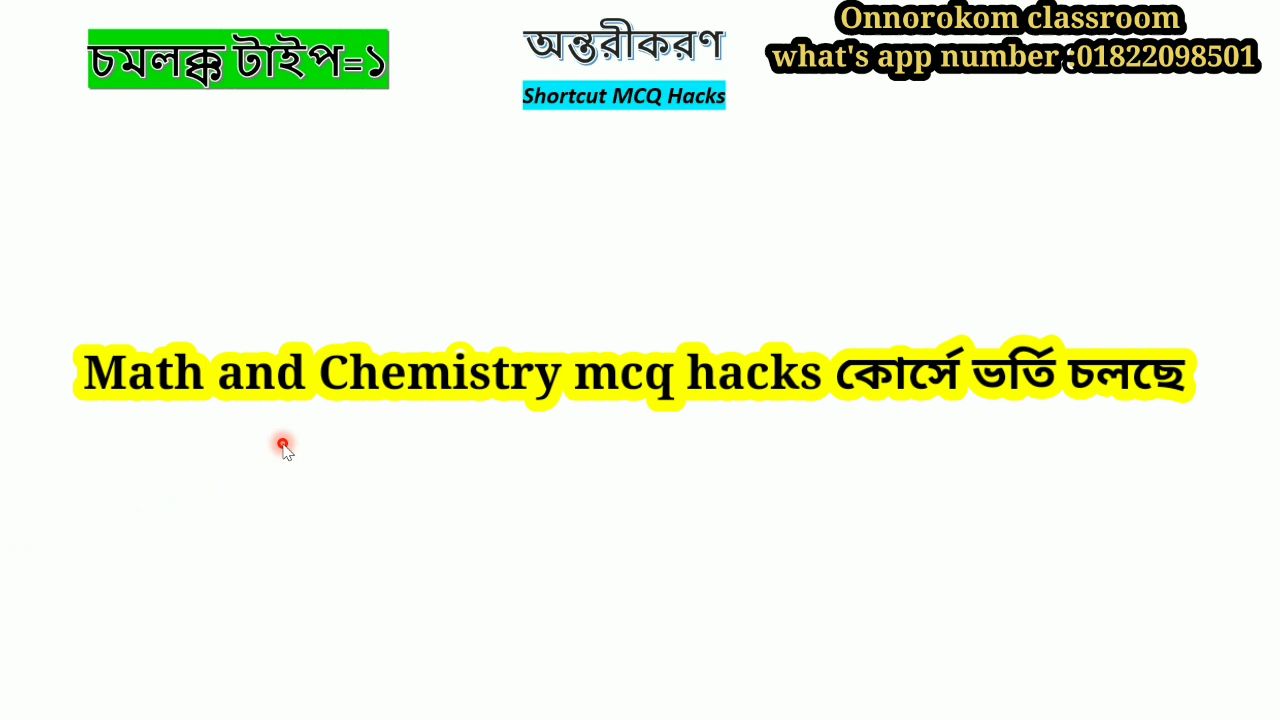 চমলক্ক টাইপ=১
অন্তরীকরণ
Shortcut MCQ Hacks
Onnorokom classroom
what's app number :01822098501
Math and Chemistry mcq hacks কোর্সে ভর্তি চলছে